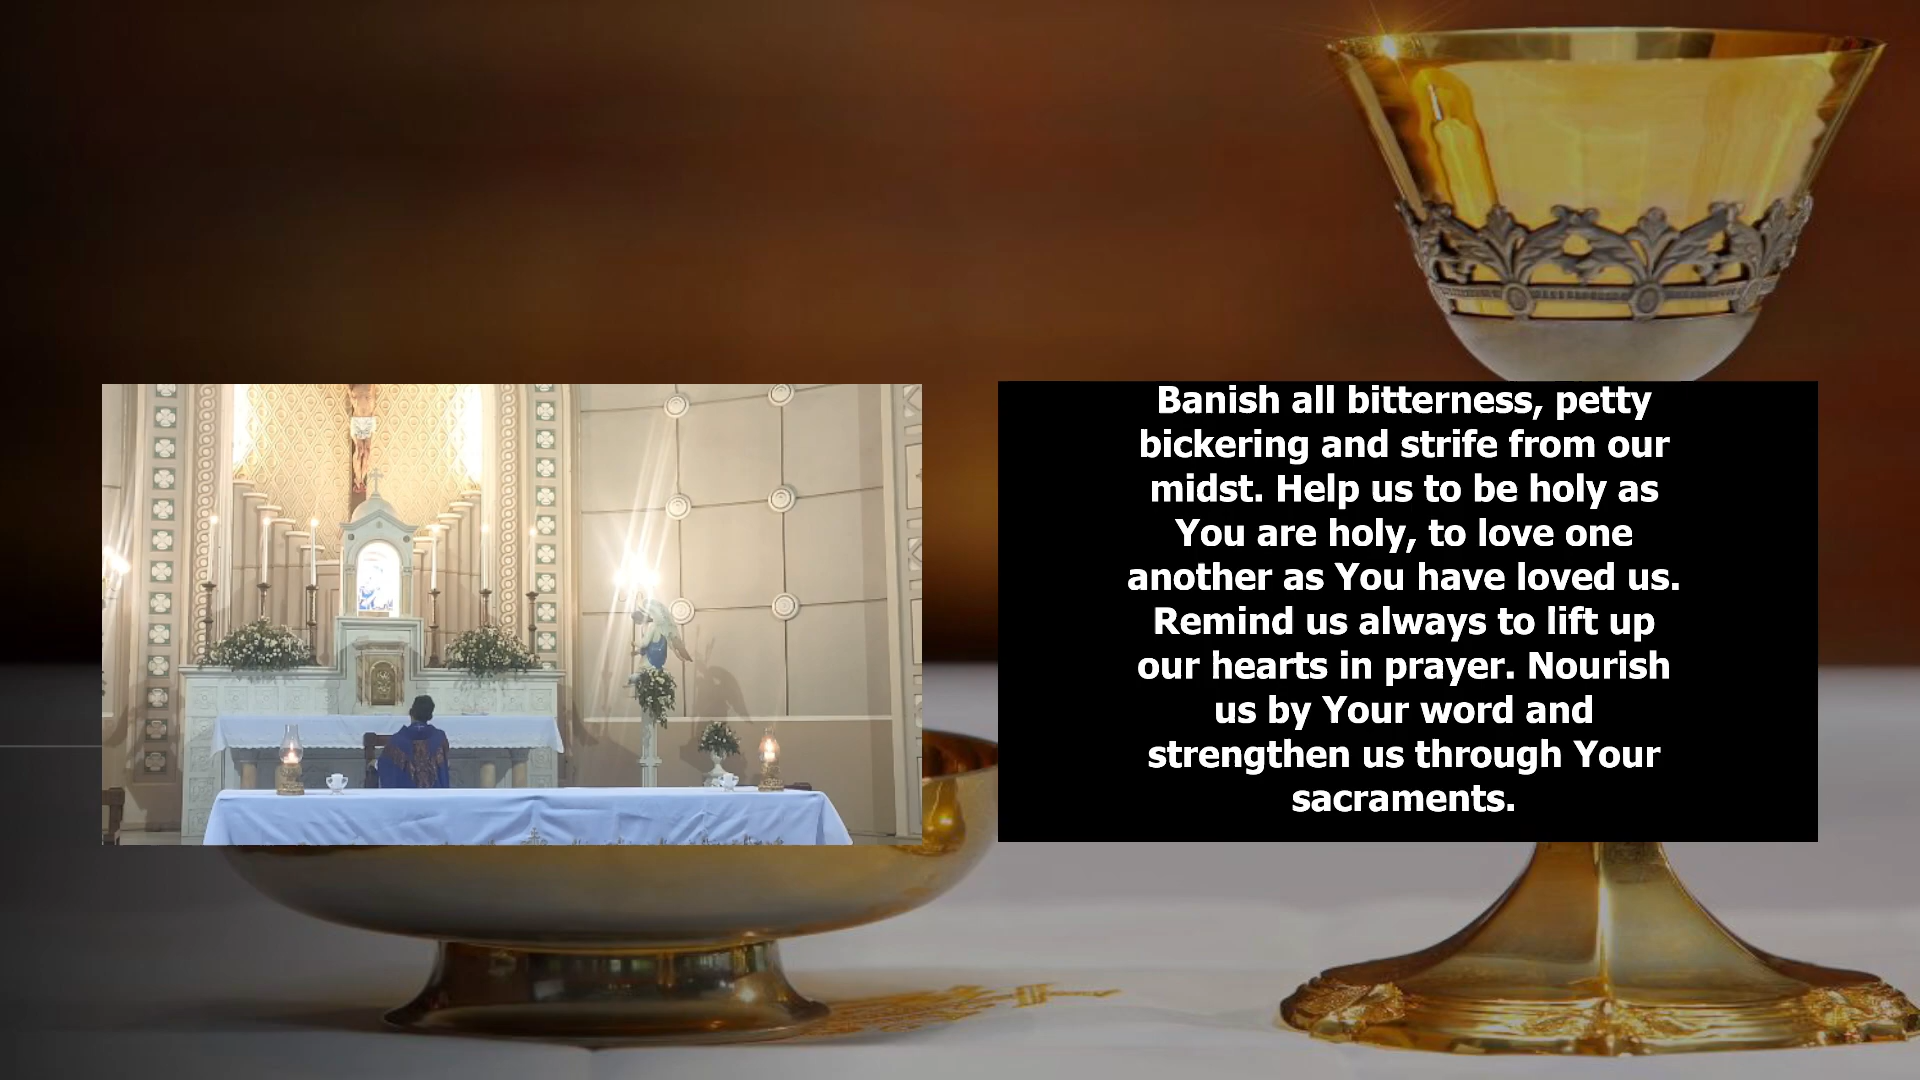 Banish all bitterness, petty
bickering and strife from our
midst. Help us to be holy as
You are holy, to love one
another as You have loved us.
Remind us always to lift up
our hearts in prayer. Nourish
us by Your word and
strengthen us through Your
sacraments.